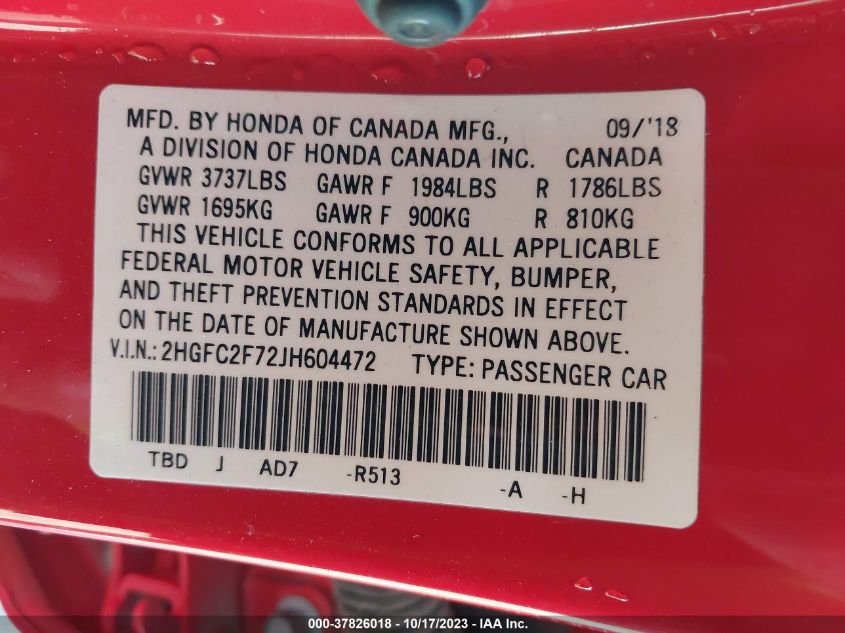 MFD. BY HONDA OF CANADA MFG., 09/'18
A DIVISION OF HONDA CANADA INC. CANADA
GVWR 3737LBS GAWR F 1984LBS R 1786LBS
GVWR 1695KG GAWR F 900KG R 810KG
THIS VEHICLE CONFORMS TO ALL APPLICABLE
FEDERAL MOTOR VEHICLE SAFETY, BUMPER,
AND THEFT PREVENTION STANDARDS IN EFFECT
ON THE DATE OF MANUFACTURE SHOWN ABOVE.
V.I.N.: 2HGFC2F72JH604472 TYPE: PASSENGER CAR
TBD J AD7 -R513 -A -H
000-37826018 - 10/17/2023 - IAA Inc.